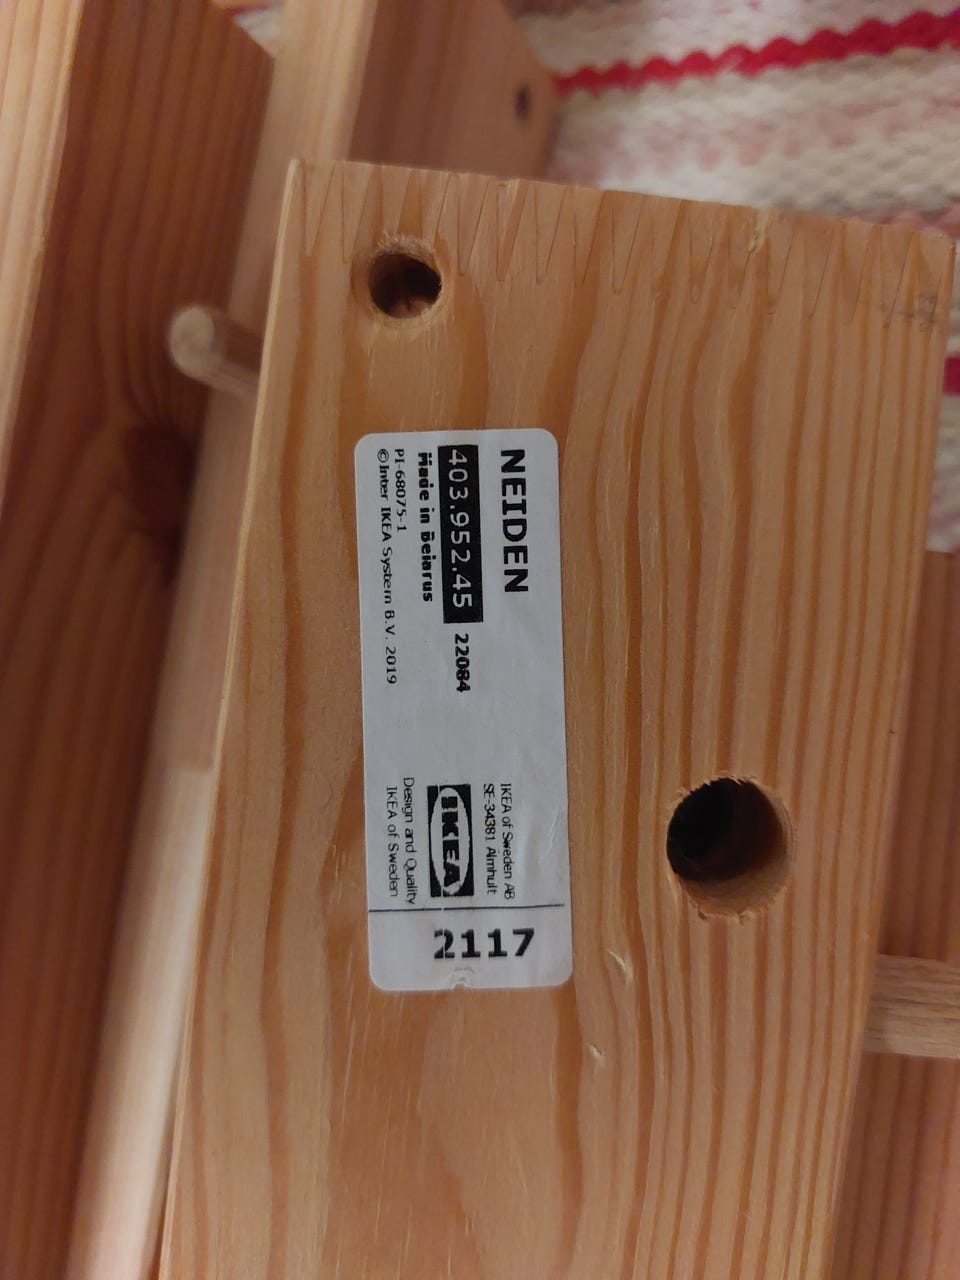 NEIDEN
403.952.45 22084
Made in Belarus
PI-68075-1
©Inter IKEA System B.V. 2019
IKEA of Sweden AB
SE-34381 Älmhult
IKEA
Design and Quality
IKEA of Sweden
2117